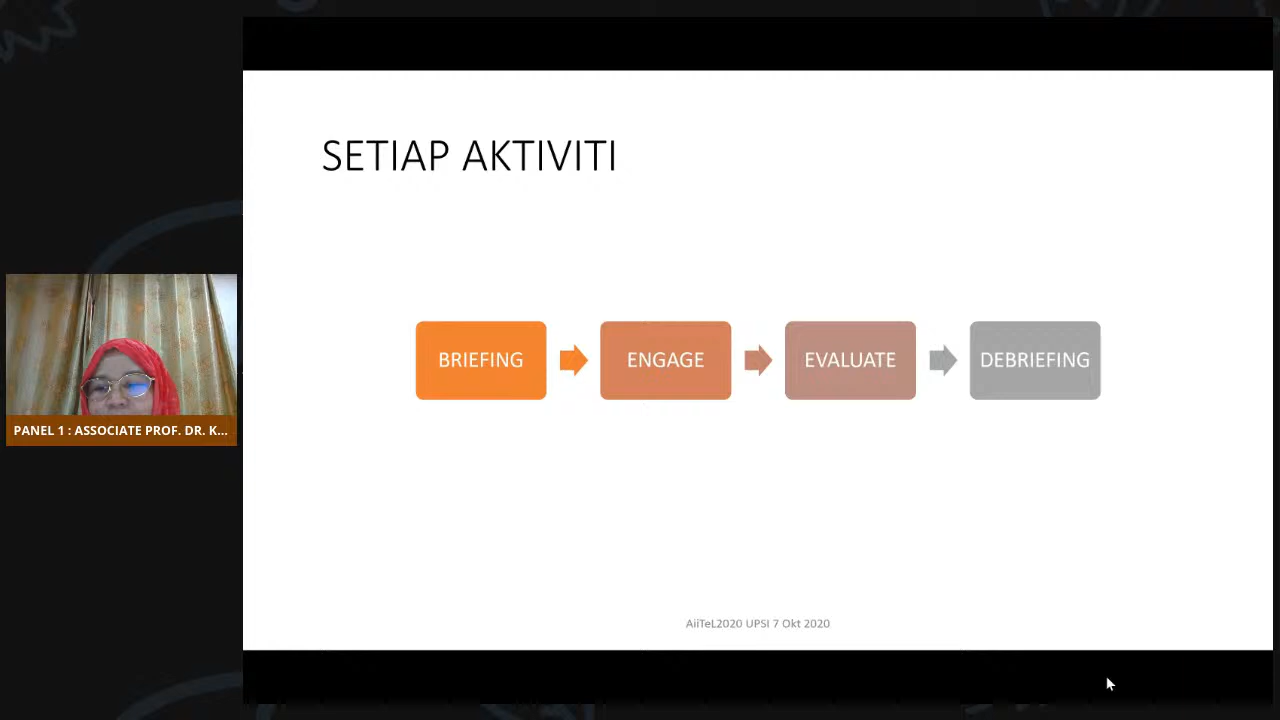 SETIAP AKTIVITI
BRIEFING
ENGAGE
EVALUATE
DEBRIEFING
PANEL 1 : ASSOCIATE PROF. DR. K...
AiiTeL2020 UPSI 7 Okt 2020